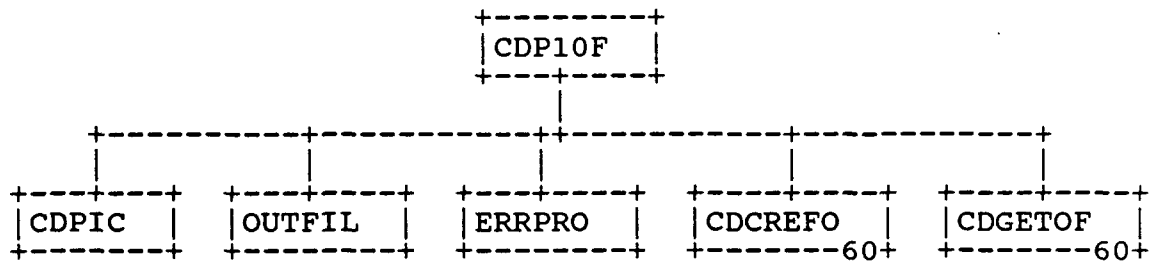 CDP10F
CDPIC OUTFIL ERRPRO CDCREFO CDGETOF
60 60